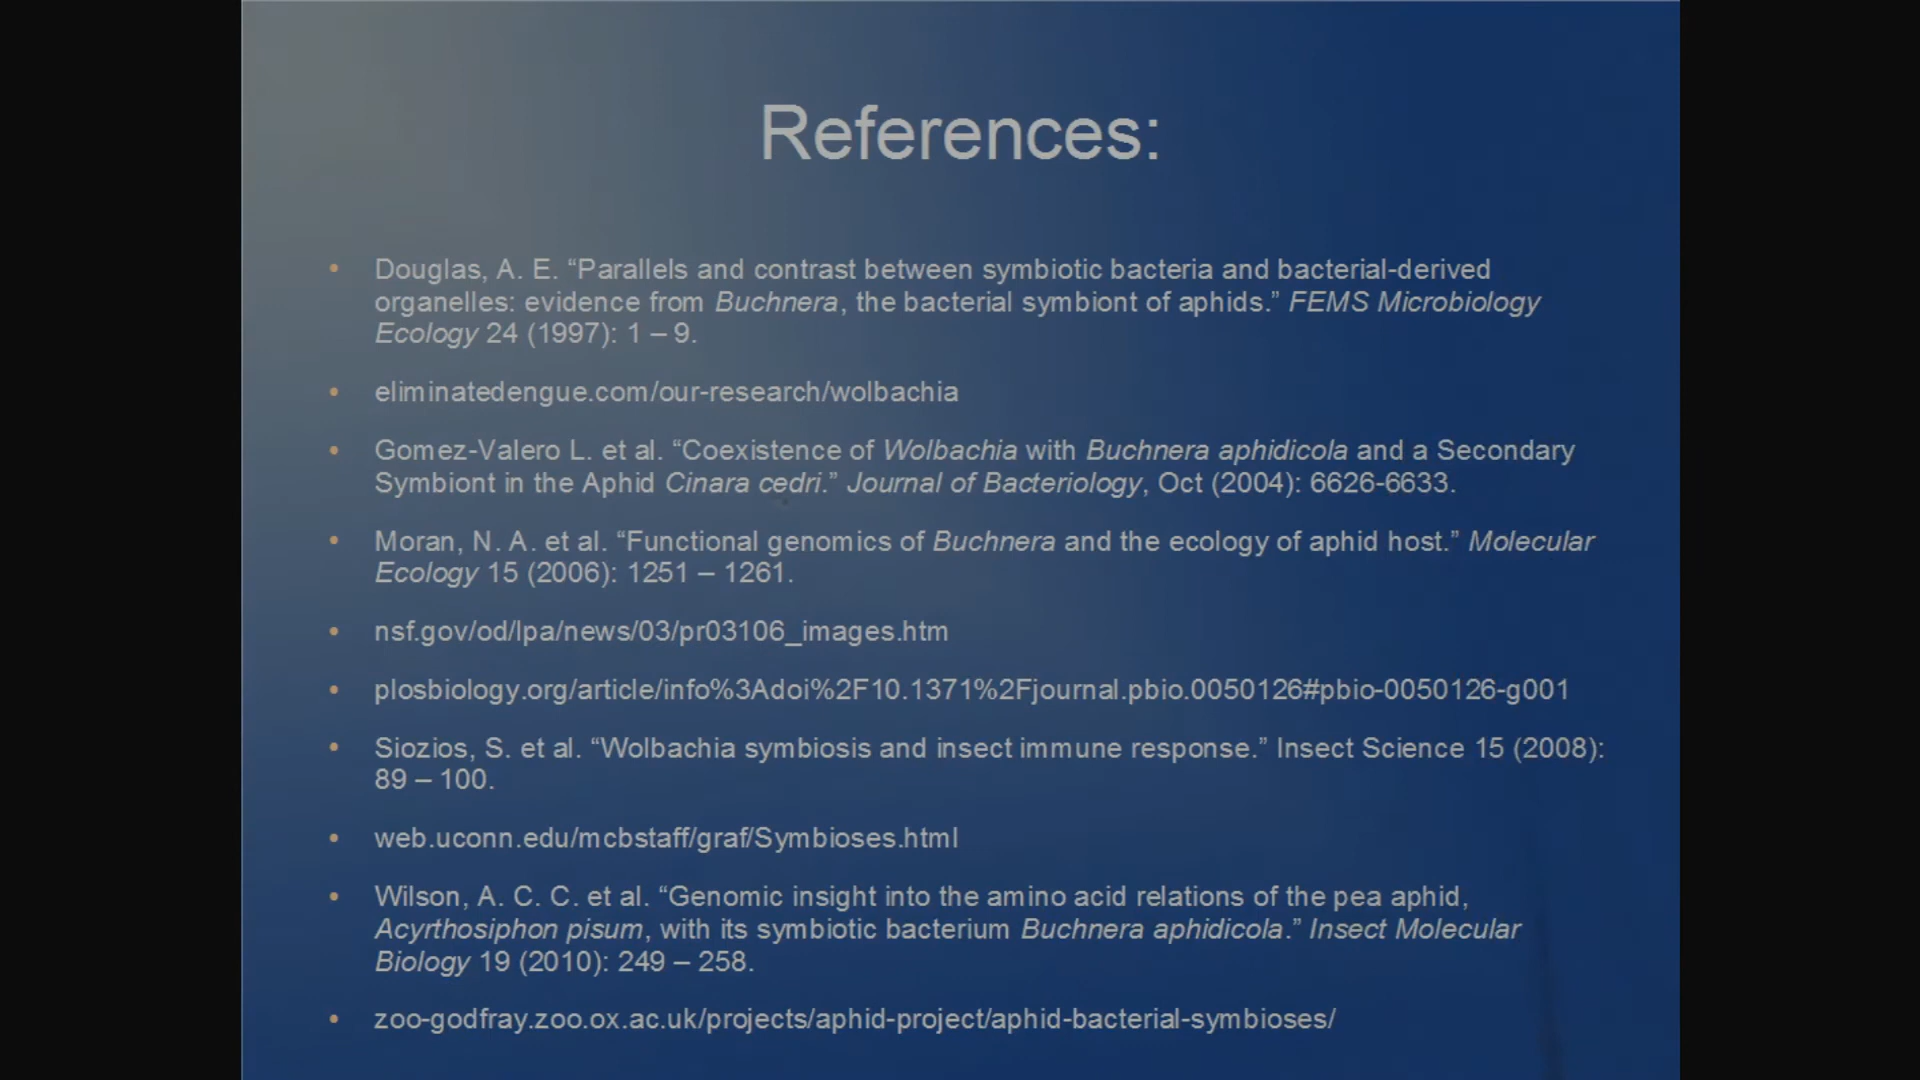 References:
• Douglas, A. E. “Parallels and contrast between symbiotic bacteria and bacterial-derived
organelles: evidence from Buchnera, the bacterial symbiont of aphids.” FEMS Microbiology
Ecology 24 (1997): 1 – 9.
• eliminatedengue.com/our-research/wolbachia
• Gomez-Valero L. et al. “Coexistence of Wolbachia with Buchnera aphidicola and a Secondary
Symbiont in the Aphid Cinara cedri.” Journal of Bacteriology, Oct (2004): 6626-6633.
• Moran, N. A. et al. “Functional genomics of Buchnera and the ecology of aphid host.” Molecular
Ecology 15 (2006): 1251 – 1261.
• nsf.gov/od/lpa/news/03/pr03106_images.htm
• plosbiology.org/article/info%3Adoi%2F10.1371%2Fjournal.pbio.0050126#pbio-0050126-g001
• Siozios, S. et al. “Wolbachia symbiosis and insect immune response.” Insect Science 15 (2008):
89 – 100.
• web.uconn.edu/mcbstaff/graf/Symbioses.html
• Wilson, A. C. C. et al. “Genomic insight into the amino acid relations of the pea aphid,
Acyrthosiphon pisum, with its symbiotic bacterium Buchnera aphidicola.” Insect Molecular
Biology 19 (2010): 249 – 258.
• zoo-godfray.zoo.ox.ac.uk/projects/aphid-project/aphid-bacterial-symbioses/